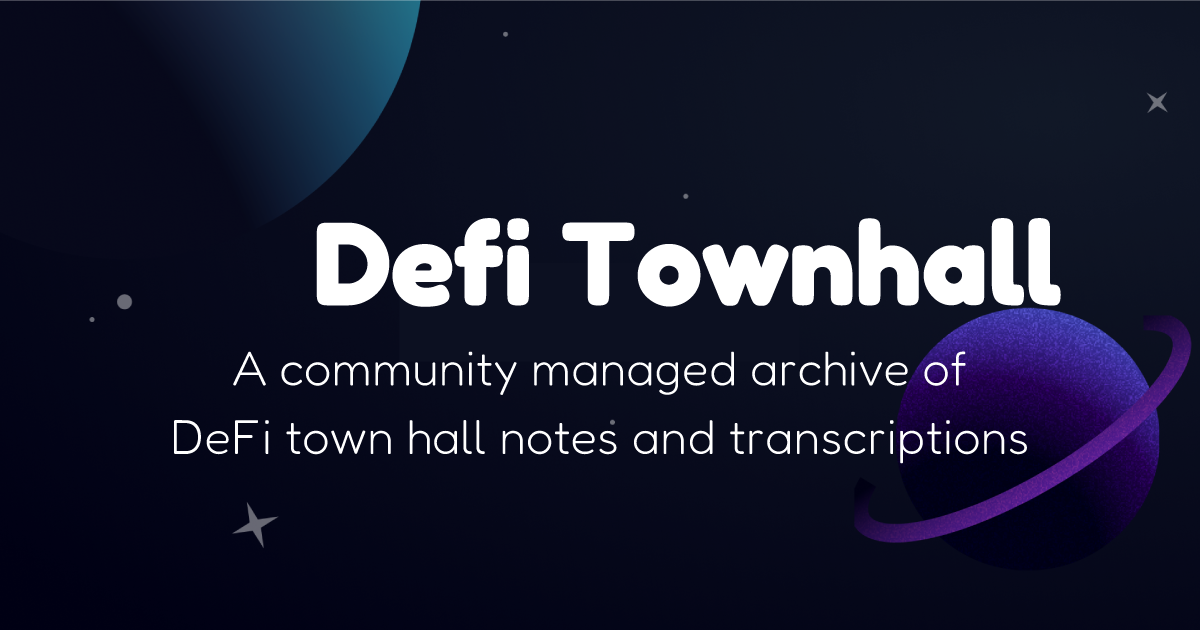 Defi Townhall
A community managed archive of
DeFi town hall notes and transcriptions